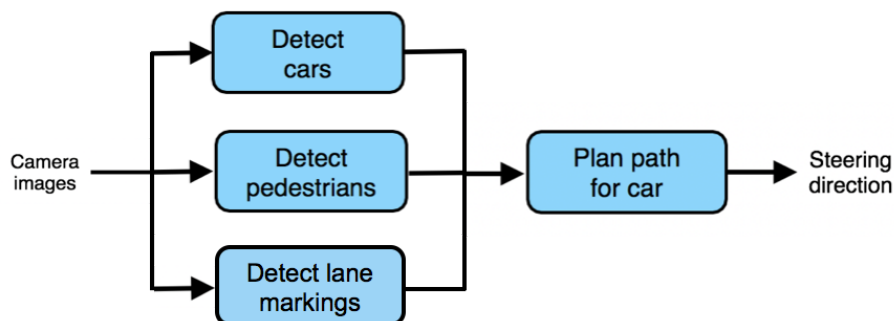 Detect
cars
Camera
images
Detect
pedestrians
Plan path
for car
Steering
direction
Detect lane
markings